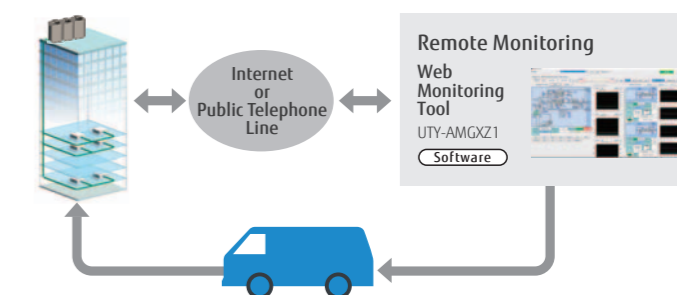 Remote Monitoring
Internet
or
Public Telephone
Line
Web
Monitoring
Tool
UTY-AMGXZ1
Software